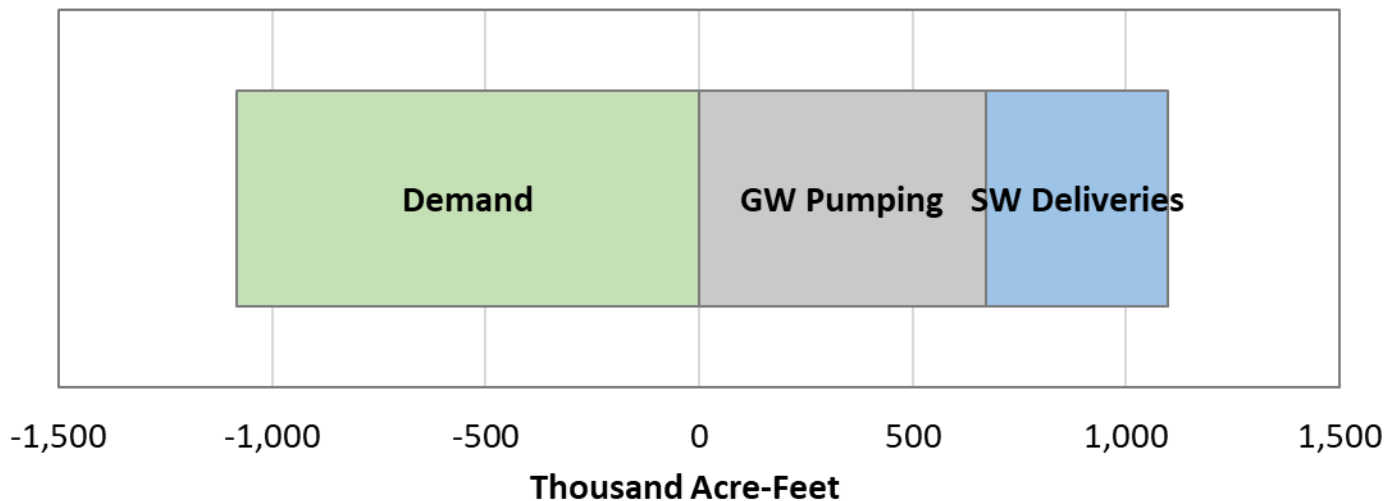 Demand GW Pumping SW Deliveries
-1,500 -1,000 -500 0 500 1,000 1,500
Thousand Acre-Feet